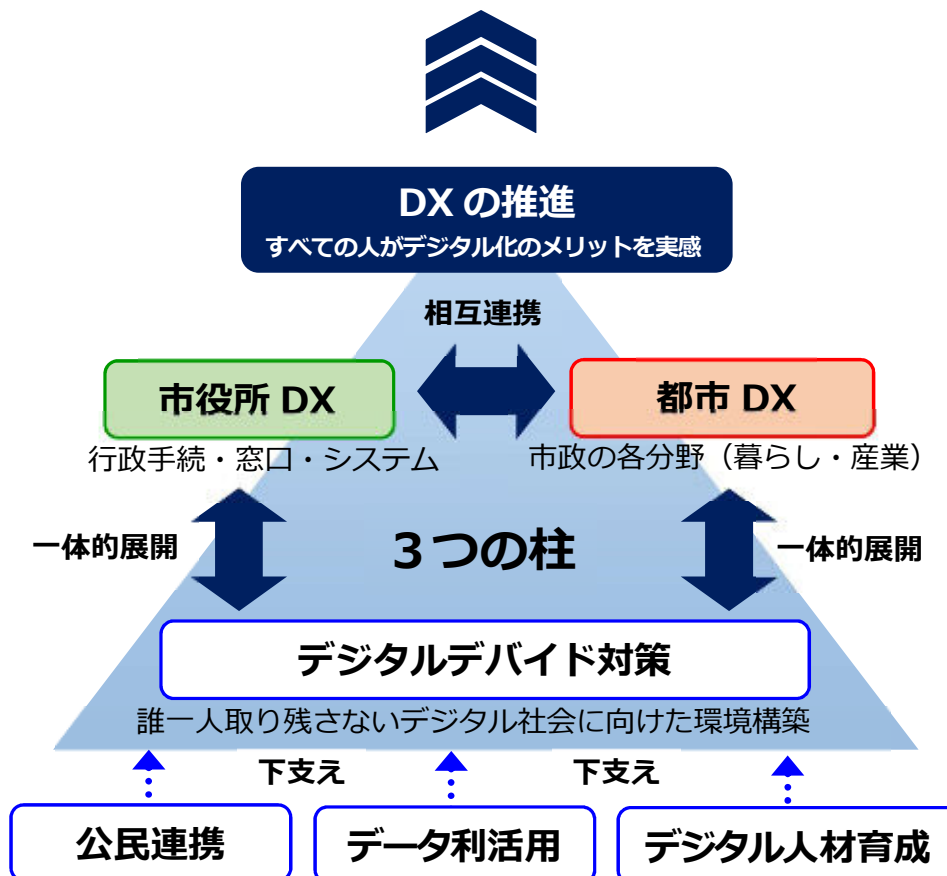 DX の推進
すべての人がデジタル化のメリットを実感
相互連携
市役所 DX
都市 DX
行政手続・窓口・システム
市政の各分野（暮らし・産業）
一体的展開
３つの柱
一体的展開
デジタルデバイド対策
誰一人取り残さないデジタル社会に向けた環境構築
下支え
下支え
公民連携
データ利活用
デジタル人材育成